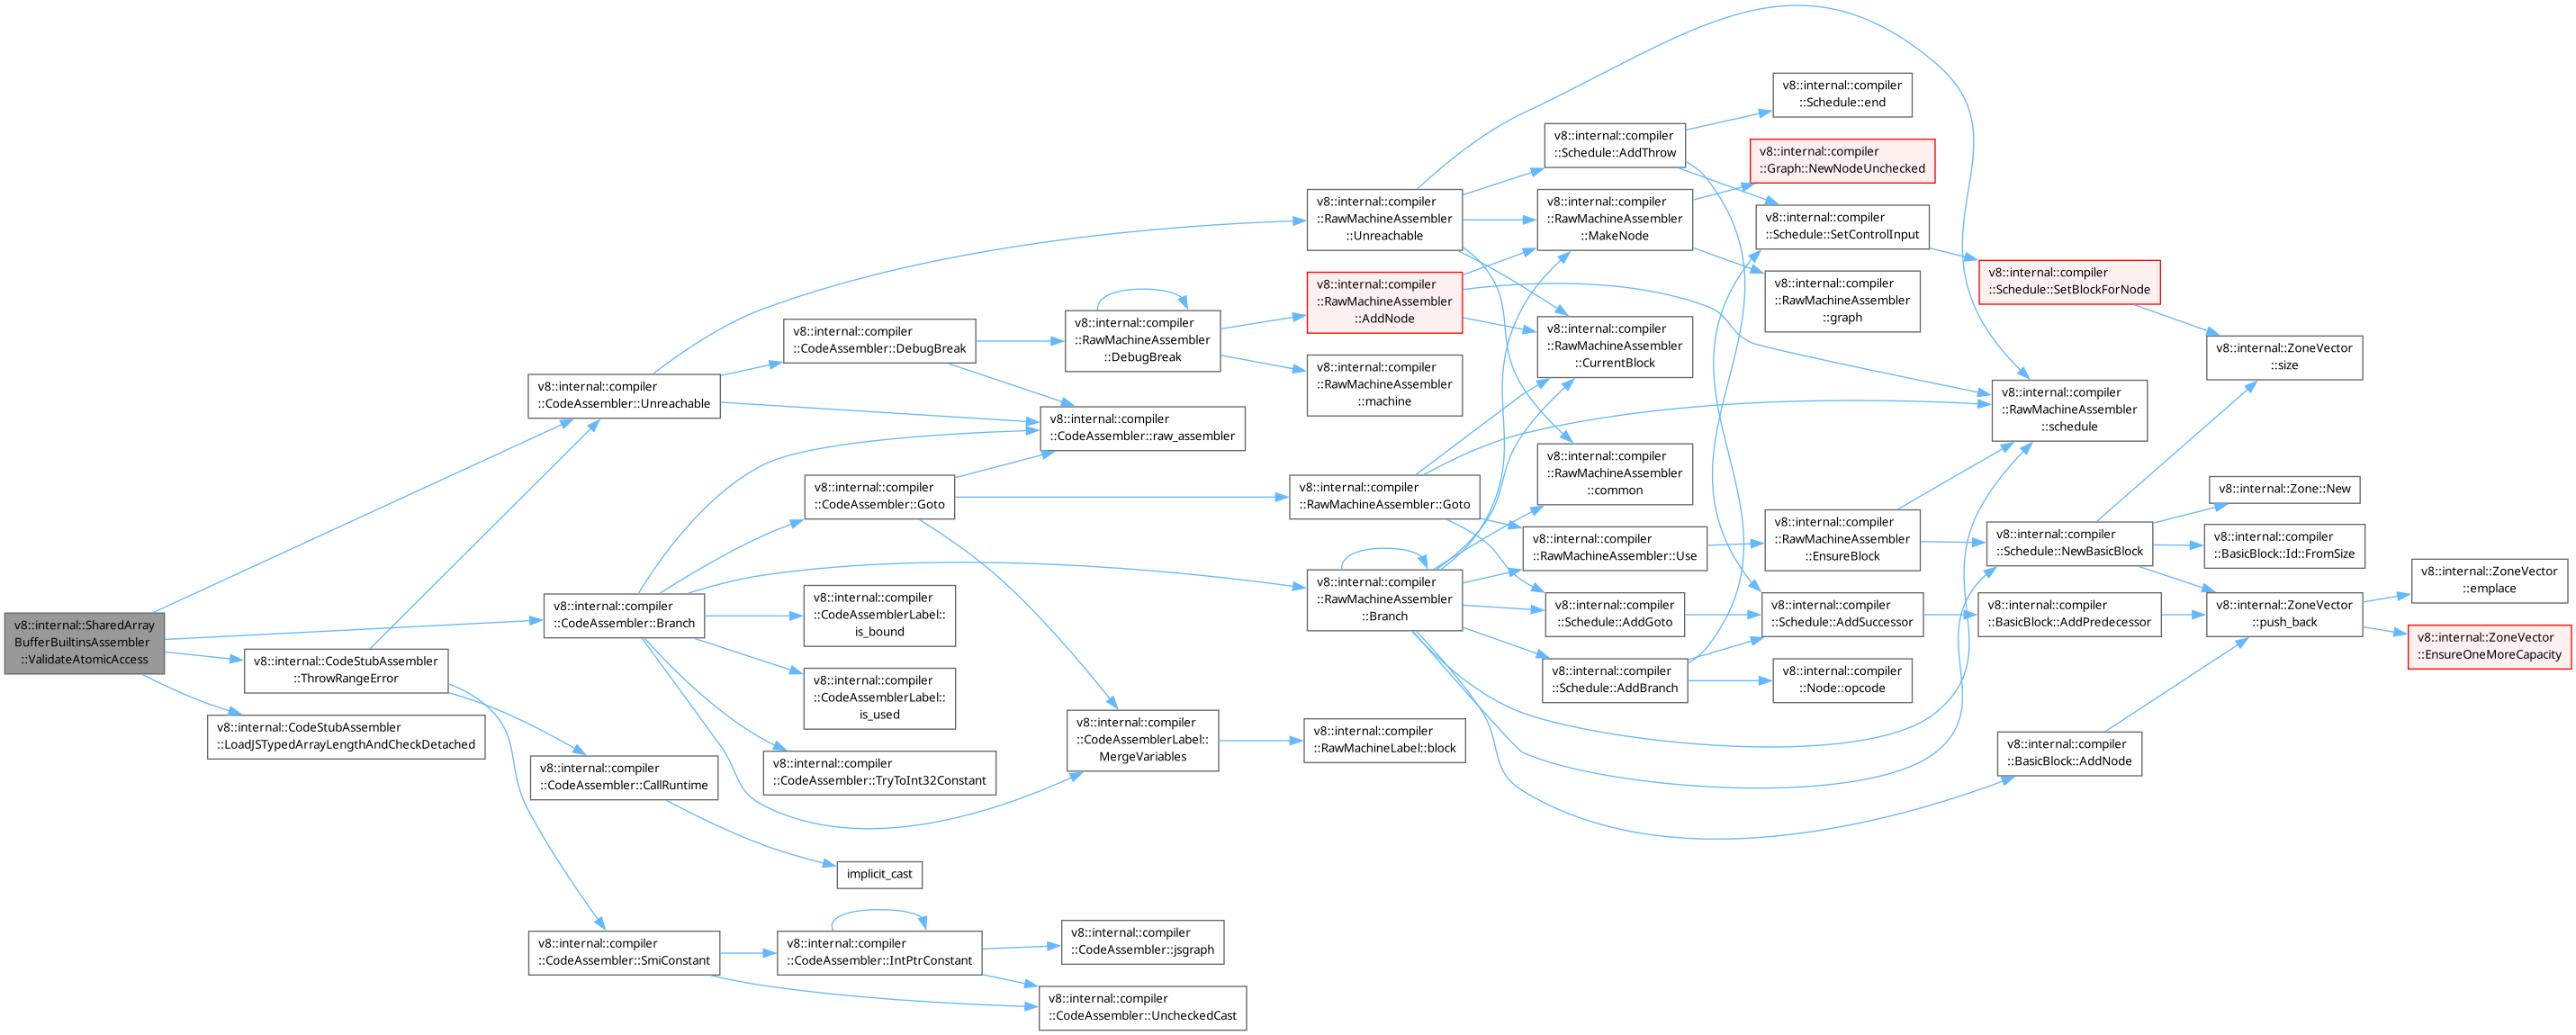 v8::internal::SharedArray
BufferBuiltinsAssembler
::ValidateAtomicAccess
v8::internal::compiler
::CodeAssembler::Unreachable
v8::internal::compiler
::CodeAssembler::Branch
v8::internal::CodeStubAssembler
::ThrowRangeError
v8::internal::CodeStubAssembler
::LoadJSTypedArrayLengthAndCheckDetached
v8::internal::compiler
::CodeAssembler::CallRuntime
v8::internal::compiler
::CodeAssembler::SmiConstant
v8::internal::compiler
::CodeAssembler::DebugBreak
v8::internal::compiler
::CodeAssembler::Goto
v8::internal::compiler
::CodeAssemblerLabel::
is_bound
v8::internal::compiler
::CodeAssemblerLabel::
is_used
v8::internal::compiler
::CodeAssembler::TryToInt32Constant
implicit_cast
v8::internal::compiler
::CodeAssembler::IntPtrConstant
v8::internal::compiler
::RawMachineAssembler
::DebugBreak
v8::internal::compiler
::CodeAssembler::raw_assembler
v8::internal::compiler
::CodeAssemblerLabel::
MergeVariables
v8::internal::compiler
::CodeAssembler::jsgraph
v8::internal::compiler
::CodeAssembler::UncheckedCast
v8::internal::compiler
::RawMachineAssembler
::Unreachable
v8::internal::compiler
::RawMachineAssembler
::AddNode
v8::internal::compiler
::RawMachineAssembler
::machine
v8::internal::compiler
::RawMachineAssembler::Goto
v8::internal::compiler
::RawMachineAssembler
::Branch
v8::internal::compiler
::RawMachineLabel::block
v8::internal::compiler
::Schedule::AddThrow
v8::internal::compiler
::RawMachineAssembler
::MakeNode
v8::internal::compiler
::RawMachineAssembler
::CurrentBlock
v8::internal::compiler
::RawMachineAssembler
::common
v8::internal::compiler
::RawMachineAssembler::Use
v8::internal::compiler
::Schedule::AddGoto
v8::internal::compiler
::Schedule::AddBranch
v8::internal::compiler
::Schedule::end
v8::internal::compiler
::Graph::NewNodeUnchecked
v8::internal::compiler
::Schedule::SetControlInput
v8::internal::compiler
::RawMachineAssembler
::graph
v8::internal::compiler
::RawMachineAssembler
::EnsureBlock
v8::internal::compiler
::Schedule::AddSuccessor
v8::internal::compiler
::Node::opcode
v8::internal::compiler
::Schedule::SetBlockForNode
v8::internal::compiler
::RawMachineAssembler
::schedule
v8::internal::compiler
::Schedule::NewBasicBlock
v8::internal::compiler
::BasicBlock::AddPredecessor
v8::internal::compiler
::BasicBlock::AddNode
v8::internal::ZoneVector
::size
v8::internal::Zone::New
v8::internal::compiler
::BasicBlock::Id::FromSize
v8::internal::ZoneVector
::push_back
v8::internal::ZoneVector
::emplace
v8::internal::ZoneVector
::EnsureOneMoreCapacity